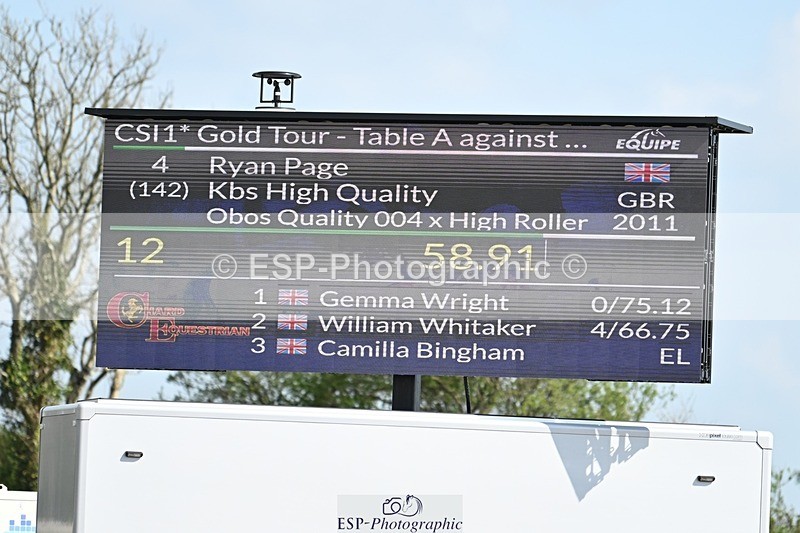 CSI1* Gold Tour - Table A against ...
EQUIPE
4 Ryan Page
(142) Kbs High Quality GBR
Obos Quality 004 x High Roller 2011
12 58.91
© ESP-Photographic ©
CHARD EQUESTRIAN
1 Gemma Wright 0/75.12
2 William Whitaker 4/66.75
3 Camilla Bingham EL
ESP-Photographic